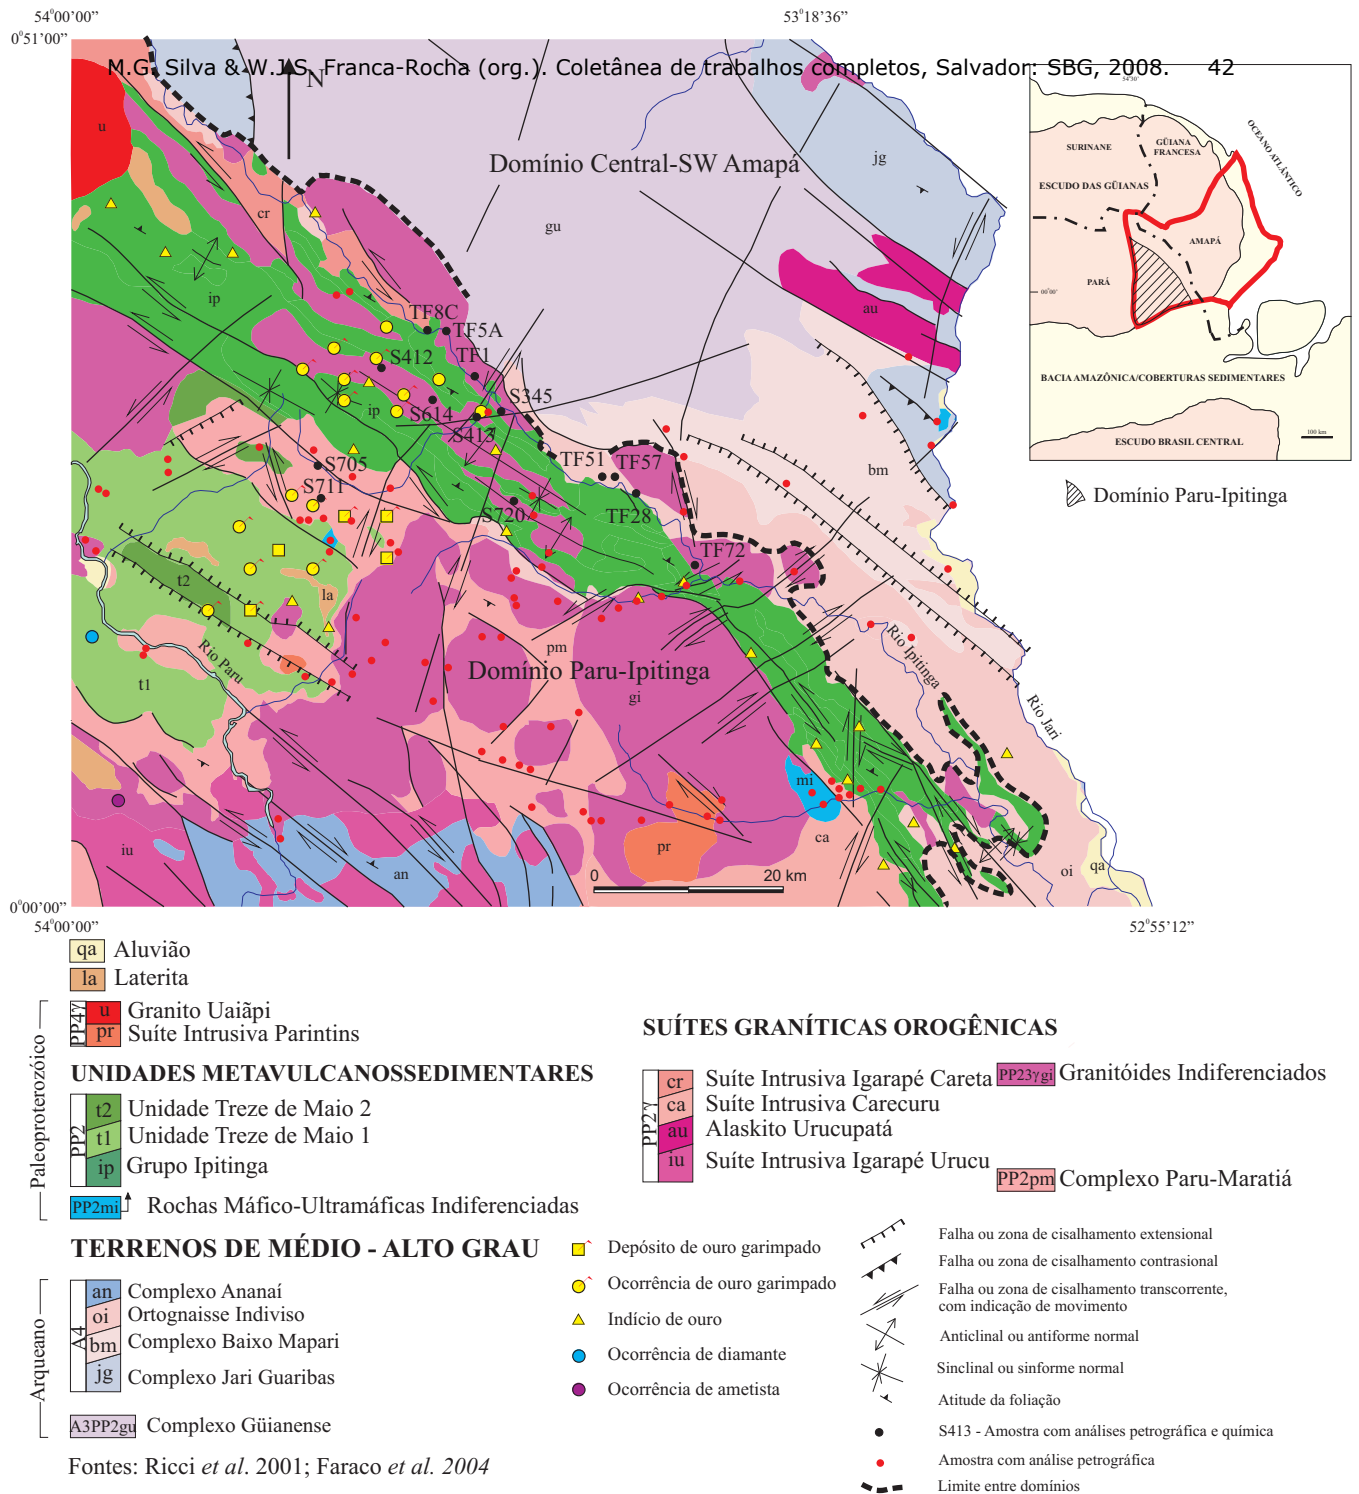 54°00'00''
53°18'36''
0°51'00''
M.G. Silva & W.J.S. Franca-Rocha (org.). Coletânea de trabalhos completos, Salvador: SBG, 2008. 42
N
u
Domínio Central-SW Amapá
jg
cr
gu
ip
au
TF8C
TF5A
TF1
S412
ip
S614
S345
S413
bm
S705
TF51
TF57
S711
S720
TF28
TF72
t2
la
Rio Paru
pm
Domínio Paru-Ipitinga
gi
Rio Ipitinga
Rio Jari
t1
mi
iu
an
pr
ca
oi
qa
0
20 km
0°00'00''
54°00'00''
52°55'12''
54°30'
SURINANE
GÜIANA
FRANCESA
OCEANO ATLÂNTICO
ESCUDO DAS GÜIANAS
AMAPÁ
PARÁ
00°00'
BACIA AMAZÔNICA/COBERTURAS SEDIMENTARES
ESCUDO BRASIL CENTRAL
100 km
Domínio Paru-Ipitinga
qa Aluvião
la Laterita
Paleoproterozóico
PP4γ
u Granito Uaiãpi
pr Suíte Intrusiva Parintins
UNIDADES METAVULCANOSSEDIMENTARES
PP2
t2 Unidade Treze de Maio 2
t1 Unidade Treze de Maio 1
ip Grupo Ipitinga
PP2mi Rochas Máfico-Ultramáficas Indiferenciadas
TERRENOS DE MÉDIO - ALTO GRAU
Arqueano
A4
an Complexo Ananaí
oi Ortognaisse Indiviso
bm Complexo Baixo Mapari
jg Complexo Jari Guaribas
A3PP2gu Complexo Güianense
Fontes: Ricci et al. 2001; Faraco et al. 2004
SUÍTES GRANÍTICAS OROGÊNICAS
PP2γ
cr Suíte Intrusiva Igarapé Careta
ca Suíte Intrusiva Carecuru
au Alaskito Urucupatá
iu Suíte Intrusiva Igarapé Urucu
PP23γgi Granitóides Indiferenciados
PP2pm Complexo Paru-Maratiá
Depósito de ouro garimpado
Ocorrência de ouro garimpado
Indício de ouro
Ocorrência de diamante
Ocorrência de ametista
Falha ou zona de cisalhamento extensional
Falha ou zona de cisalhamento contrasional
Falha ou zona de cisalhamento transcorrente,
com indicação de movimento
Anticlinal ou antiforme normal
Sinclinal ou sinforme normal
Atitude da foliação
S413 - Amostra com análises petrográfica e química
Amostra com análise petrográfica
Limite entre domínios